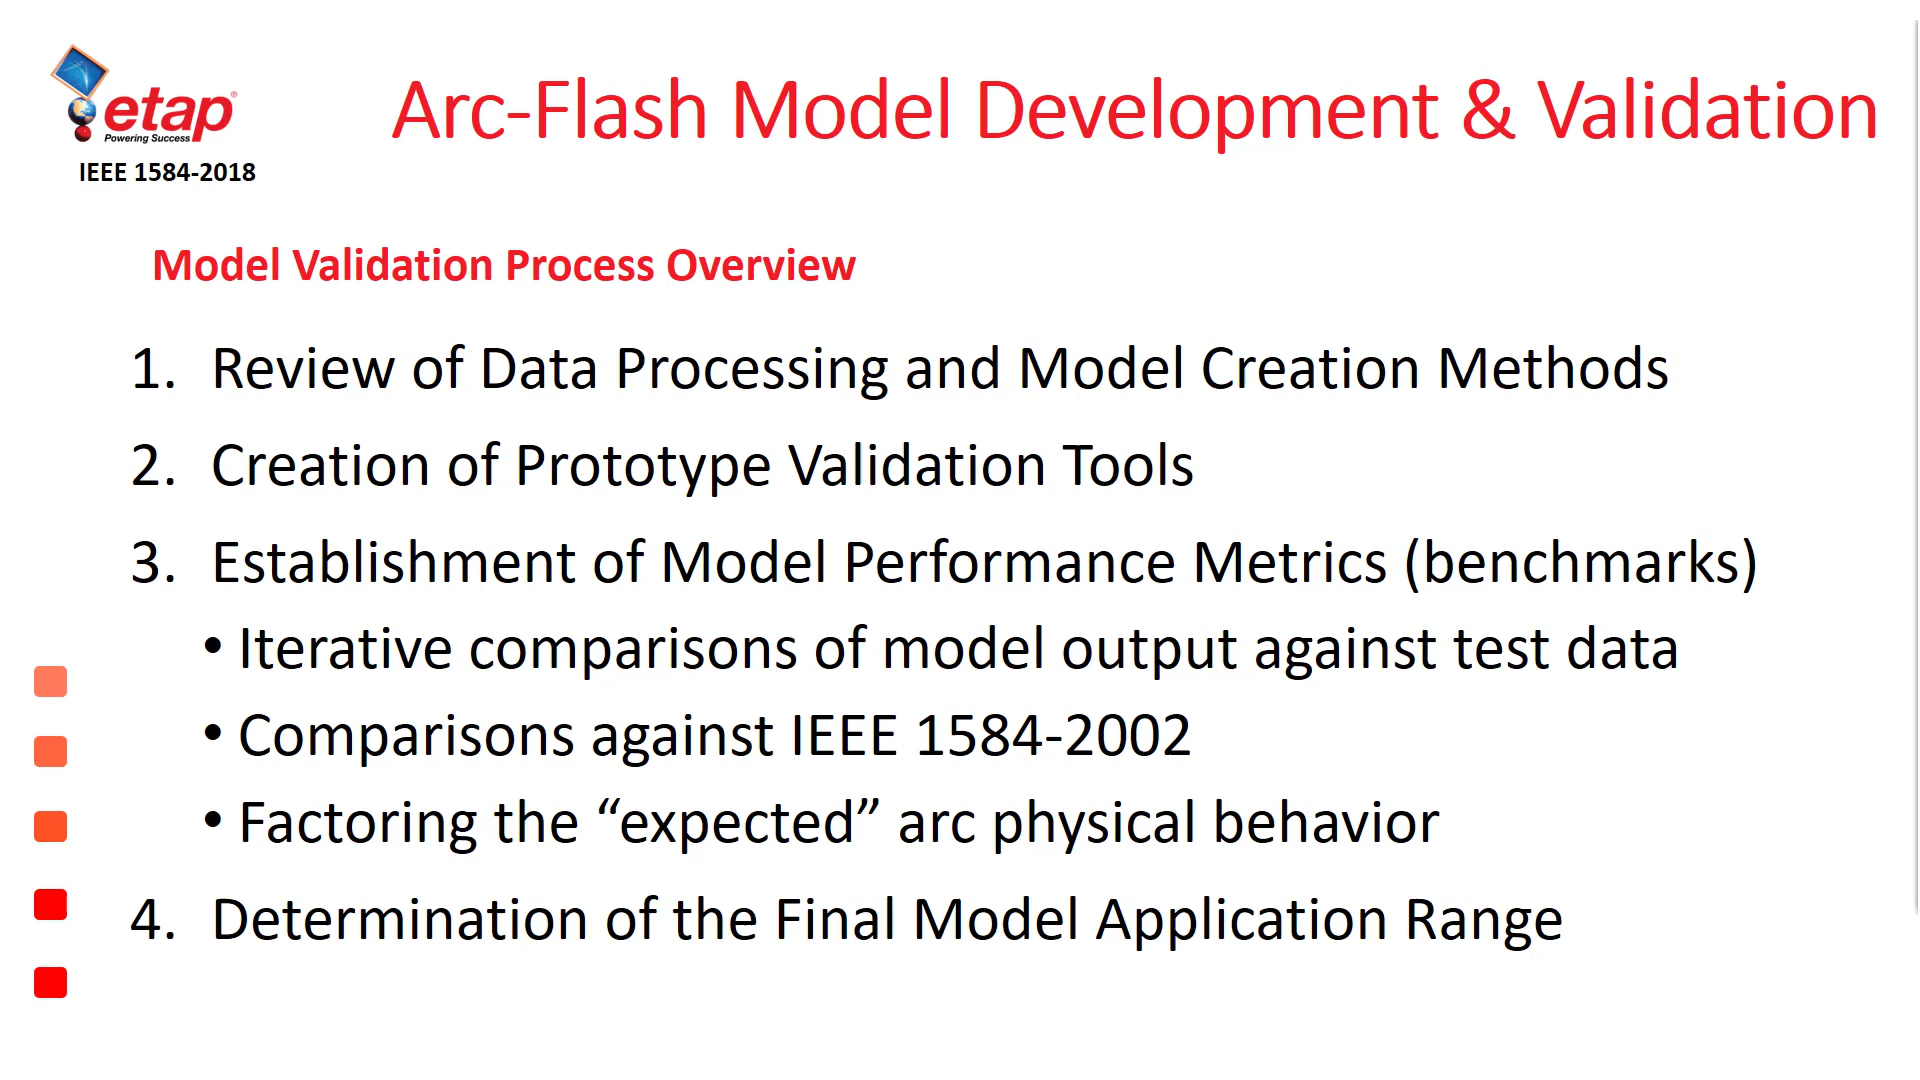 etap®
Powering Success
IEEE 1584-2018
Arc-Flash Model Development & Validation
Model Validation Process Overview
1. Review of Data Processing and Model Creation Methods
2. Creation of Prototype Validation Tools
3. Establishment of Model Performance Metrics (benchmarks)
• Iterative comparisons of model output against test data
• Comparisons against IEEE 1584-2002
• Factoring the “expected” arc physical behavior
4. Determination of the Final Model Application Range